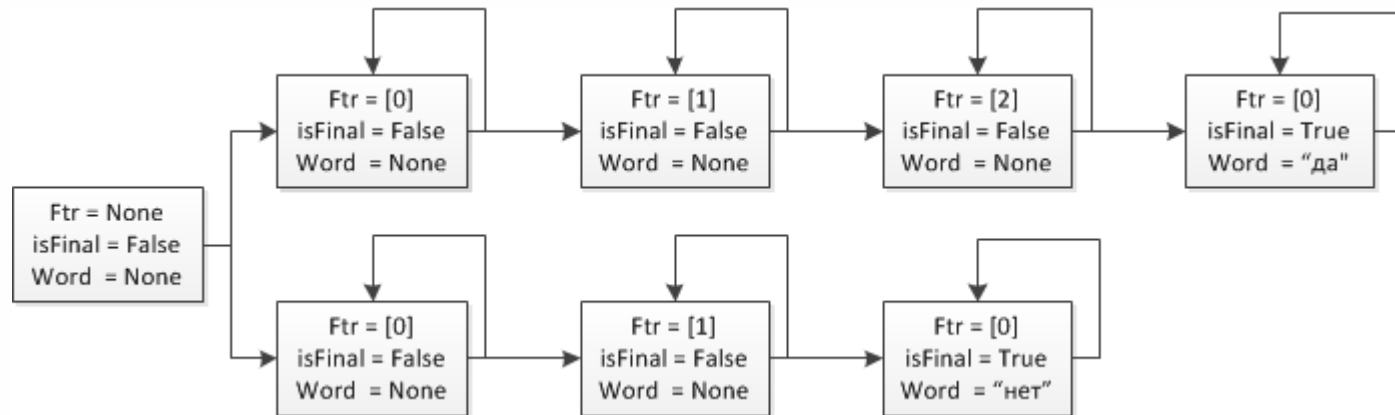 Ftr = [0]
isFinal = False
Word = None
Ftr = [1]
isFinal = False
Word = None
Ftr = [2]
isFinal = False
Word = None
Ftr = [0]
isFinal = True
Word = “да"
Ftr = None
isFinal = False
Word = None
Ftr = [0]
isFinal = False
Word = None
Ftr = [1]
isFinal = False
Word = None
Ftr = [0]
isFinal = True
Word = “нет”